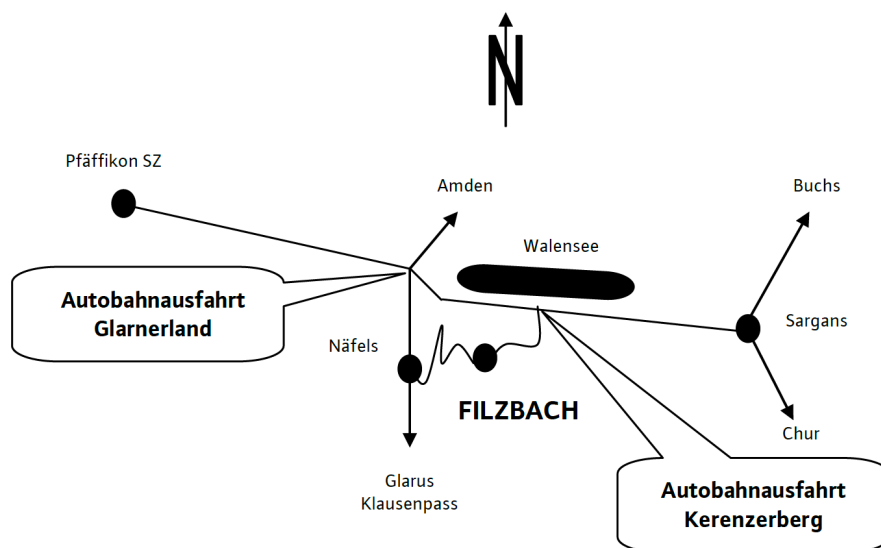 N
Pfäffikon SZ
Amden
Buchs
Walensee
Autobahnausfahrt
Glarnerland
Sargans
Näfels
FILZBACH
Chur
Glarus
Klausenpass
Autobahnausfahrt
Kerenzerberg